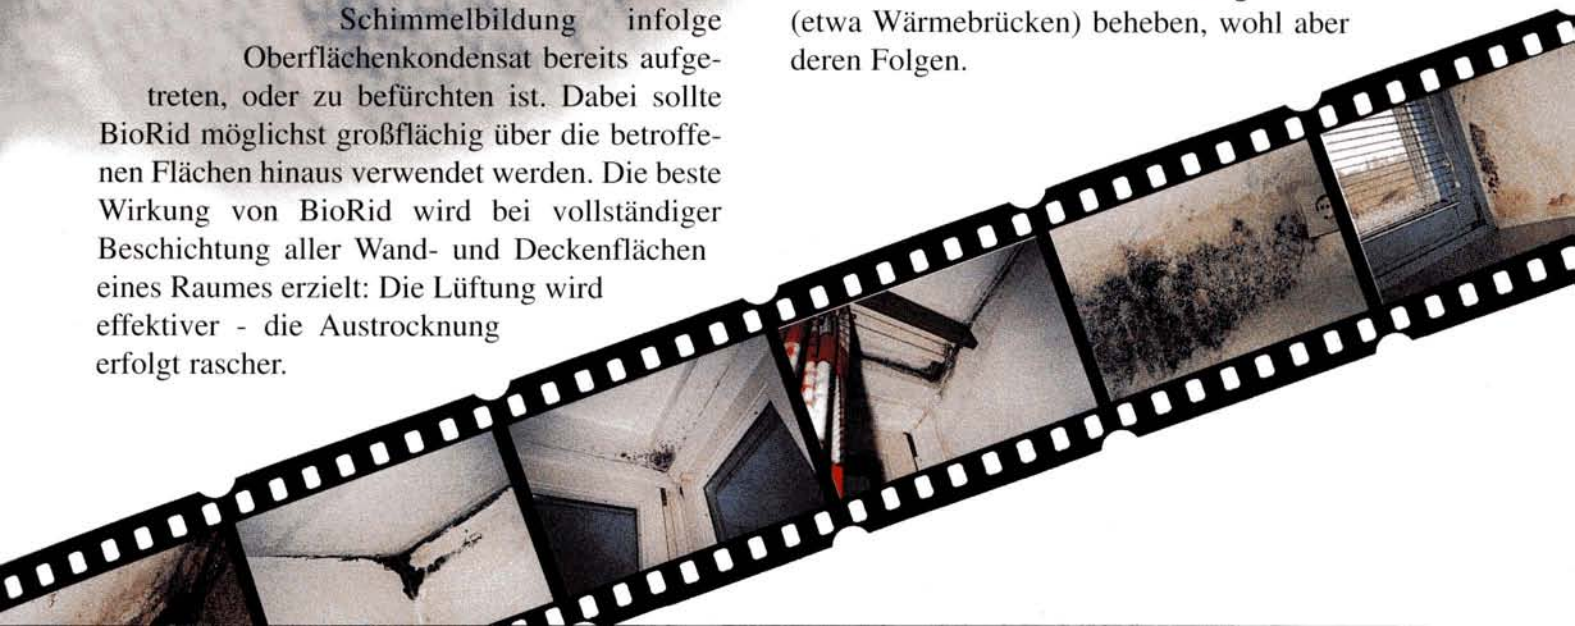 Schimmelbildung infolge
Oberflächenkondensat bereits aufge-
treten, oder zu befürchten ist. Dabei sollte
BioRid möglichst großflächig über die betroffe-
nen Flächen hinaus verwendet werden. Die beste
Wirkung von BioRid wird bei vollständiger
Beschichtung aller Wand- und Deckenflächen
eines Raumes erzielt: Die Lüftung wird
effektiver - die Austrocknung
erfolgt rascher.
(etwa Wärmebrücken) beheben, wohl aber
deren Folgen.